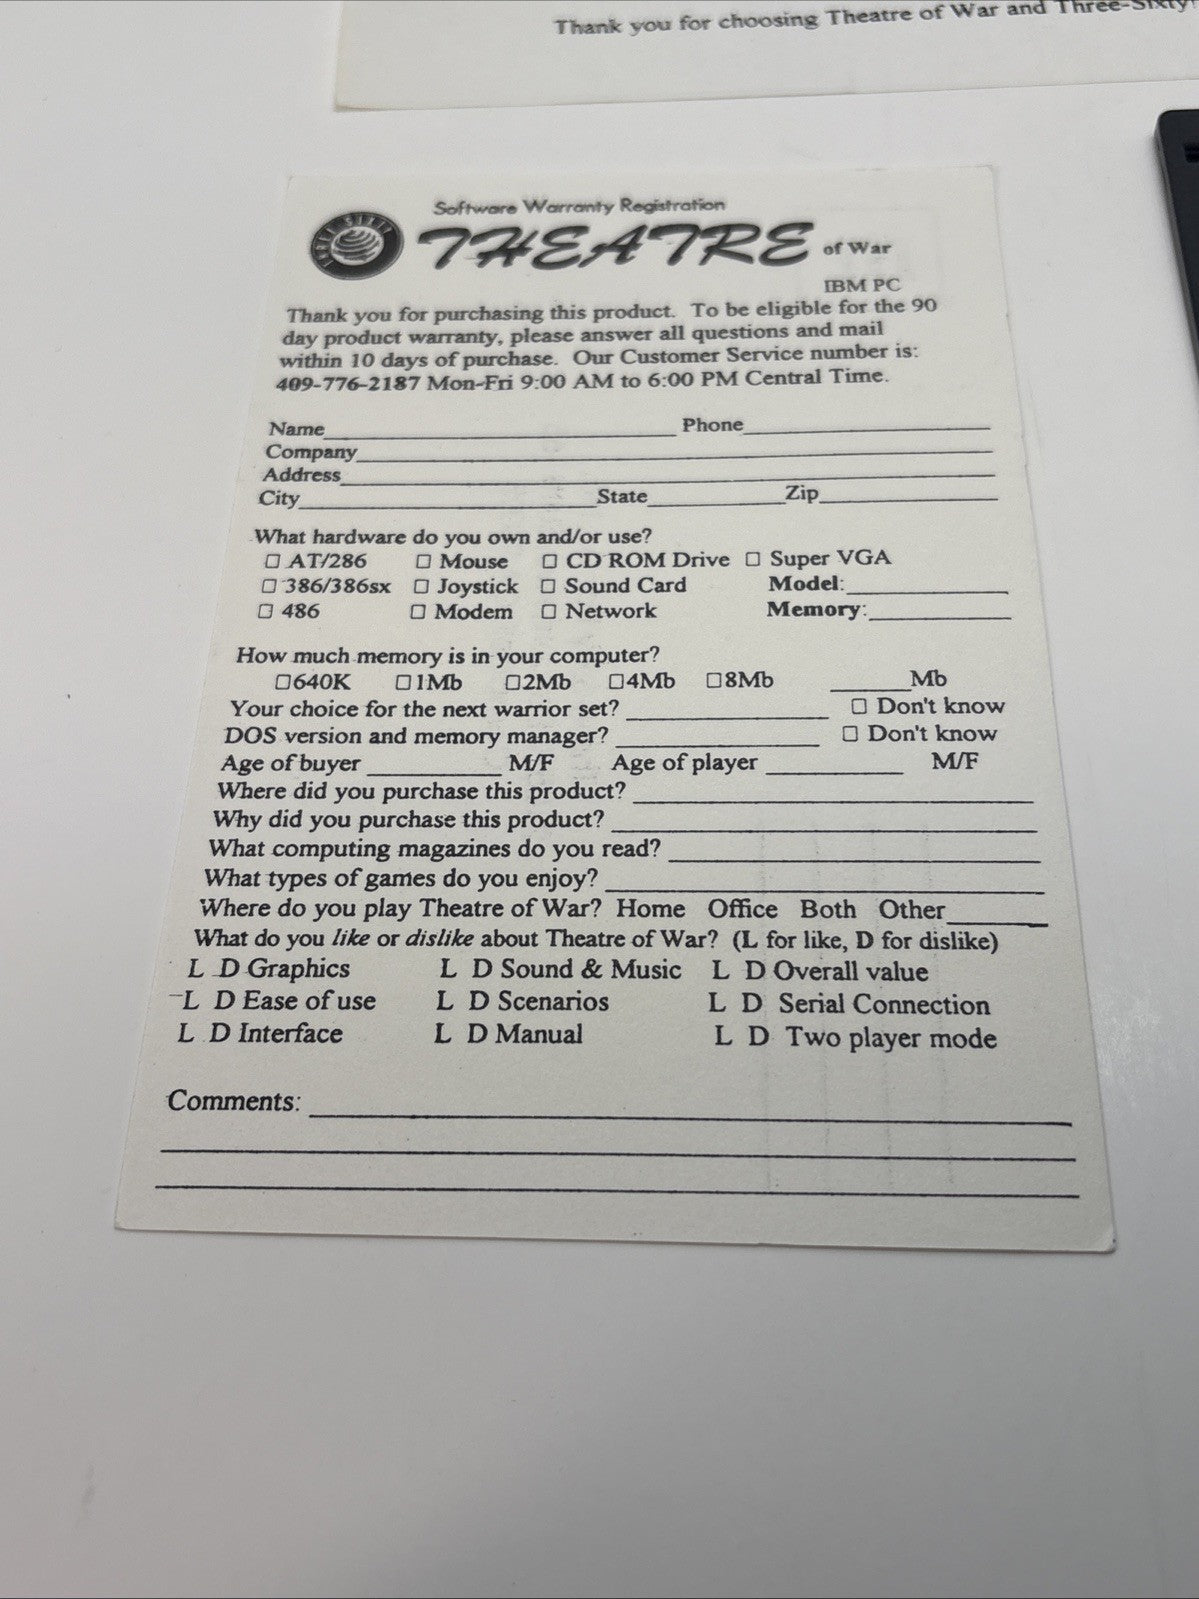 Thank you for choosing Theatre of War and Three-Sixty
Software Warranty Registration
THREE SIXTY
THEATRE of War
IBM PC
Thank you for purchasing this product. To be eligible for the 90
day product warranty, please answer all questions and mail
within 10 days of purchase. Our Customer Service number is:
409-776-2187 Mon-Fri 9:00 AM to 6:00 PM Central Time.
Name Phone
Company
Address
City State Zip
What hardware do you own and/or use?
☐ AT/286 ☐ Mouse ☐ CD ROM Drive ☐ Super VGA
☐ 386/386sx ☐ Joystick ☐ Sound Card Model:
☐ 486 ☐ Modem ☐ Network Memory:
How much memory is in your computer?
☐640K ☐1Mb ☐2Mb ☐4Mb ☐8Mb ______Mb
Your choice for the next warrior set? ☐ Don't know
DOS version and memory manager? ☐ Don't know
Age of buyer M/F Age of player M/F
Where did you purchase this product?
Why did you purchase this product?
What computing magazines do you read?
What types of games do you enjoy?
Where do you play Theatre of War? Home Office Both Other
What do you like or dislike about Theatre of War? (L for like, D for dislike)
L D Graphics L D Sound & Music L D Overall value
L D Ease of use L D Scenarios L D Serial Connection
L D Interface L D Manual L D Two player mode
Comments: